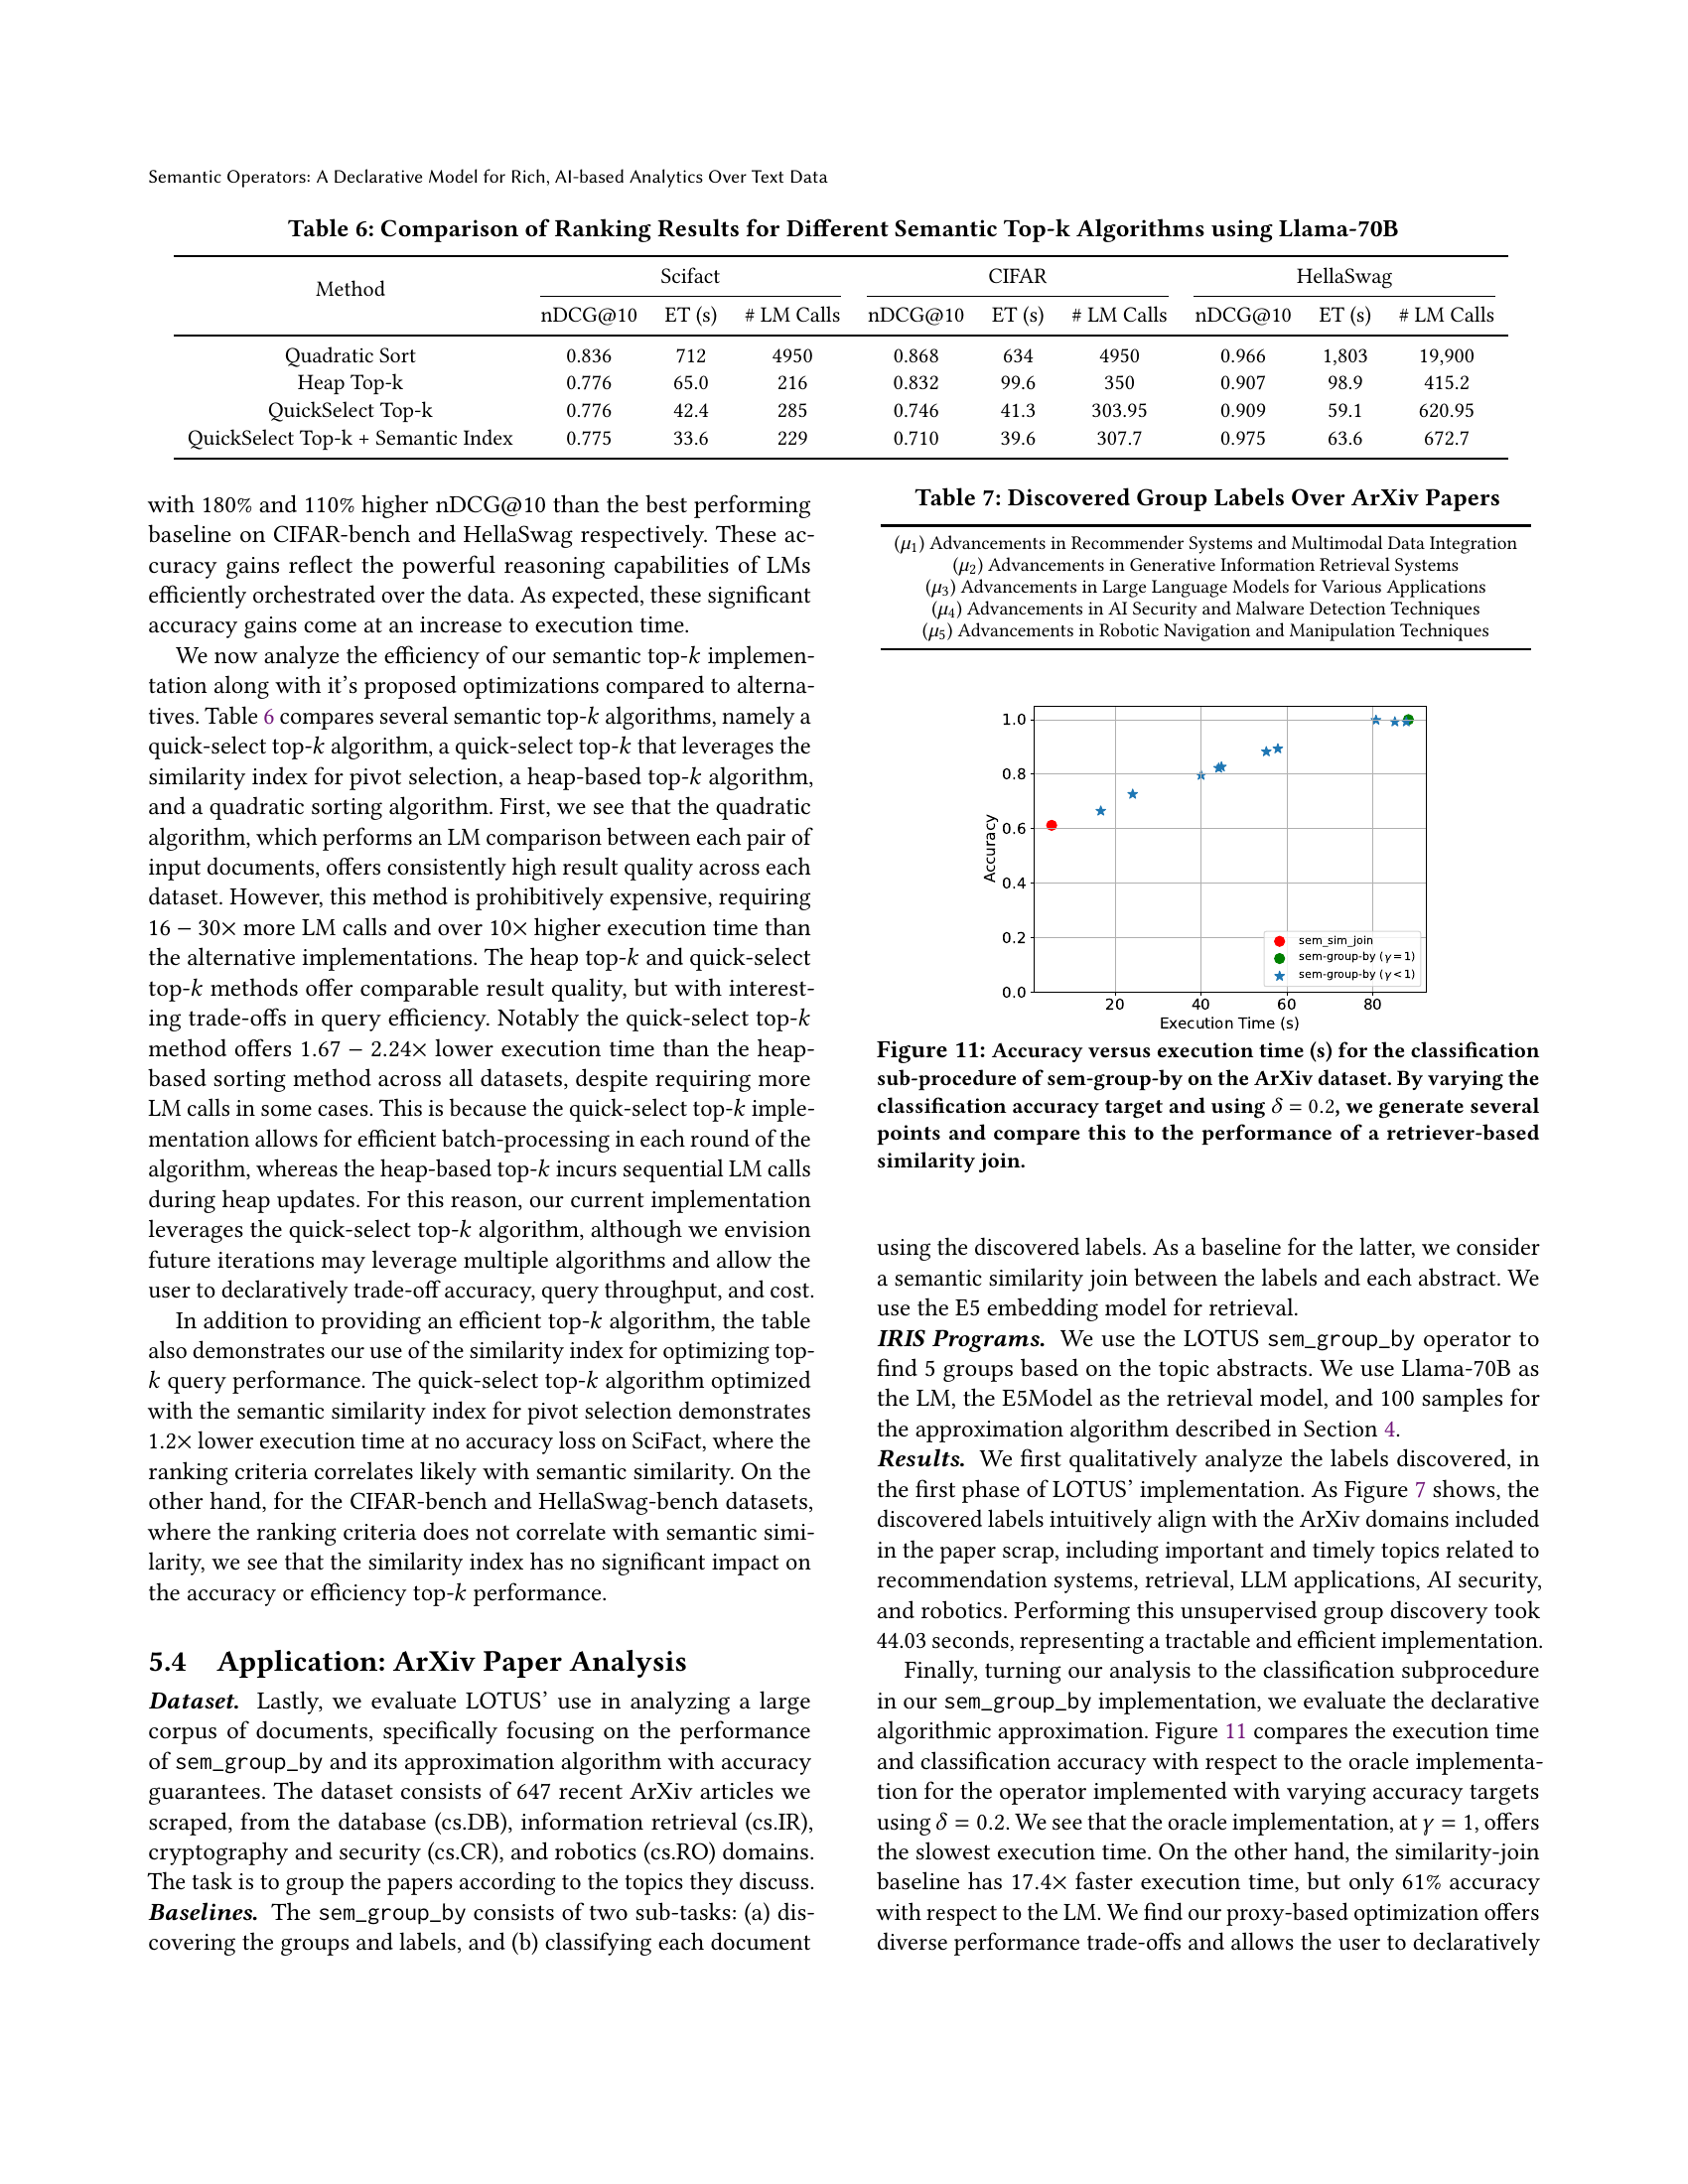 Semantic Operators: A Declarative Model for Rich, AI-based Analytics Over Text Data
Table 6: Comparison of Ranking Results for Different Semantic Top-k Algorithms using Llama-70B
Method Scifact CIFAR HellaSwag
nDCG@10 ET (s) # LM Calls nDCG@10 ET (s) # LM Calls nDCG@10 ET (s) # LM Calls
Quadratic Sort 0.836 712 4950 0.868 634 4950 0.966 1,803 19,900
Heap Top-k 0.776 65.0 216 0.832 99.6 350 0.907 98.9 415.2
QuickSelect Top-k 0.776 42.4 285 0.746 41.3 303.95 0.909 59.1 620.95
QuickSelect Top-k + Semantic Index 0.775 33.6 229 0.710 39.6 307.7 0.975 63.6 672.7
with 180% and 110% higher nDCG@10 than the best performing
baseline on CIFAR-bench and HellaSwag respectively. These ac-
curacy gains reflect the powerful reasoning capabilities of LMs
efficiently orchestrated over the data. As expected, these significant
accuracy gains come at an increase to execution time.
We now analyze the efficiency of our semantic top-k implemen-
tation along with it's proposed optimizations compared to alterna-
tives. Table 6 compares several semantic top-k algorithms, namely a
quick-select top-k algorithm, a quick-select top-k that leverages the
similarity index for pivot selection, a heap-based top-k algorithm,
and a quadratic sorting algorithm. First, we see that the quadratic
algorithm, which performs an LM comparison between each pair of
input documents, offers consistently high result quality across each
dataset. However, this method is prohibitively expensive, requiring
16 − 30× more LM calls and over 10× higher execution time than
the alternative implementations. The heap top-k and quick-select
top-k methods offer comparable result quality, but with interest-
ing trade-offs in query efficiency. Notably the quick-select top-k
method offers 1.67 − 2.24× lower execution time than the heap-
based sorting method across all datasets, despite requiring more
LM calls in some cases. This is because the quick-select top-k imple-
mentation allows for efficient batch-processing in each round of the
algorithm, whereas the heap-based top-k incurs sequential LM calls
during heap updates. For this reason, our current implementation
leverages the quick-select top-k algorithm, although we envision
future iterations may leverage multiple algorithms and allow the
user to declaratively trade-off accuracy, query throughput, and cost.
In addition to providing an efficient top-k algorithm, the table
also demonstrates our use of the similarity index for optimizing top-
k query performance. The quick-select top-k algorithm optimized
with the semantic similarity index for pivot selection demonstrates
1.2× lower execution time at no accuracy loss on SciFact, where the
ranking criteria correlates likely with semantic similarity. On the
other hand, for the CIFAR-bench and HellaSwag-bench datasets,
where the ranking criteria does not correlate with semantic simi-
larity, we see that the similarity index has no significant impact on
the accuracy or efficiency top-k performance.
5.4 Application: ArXiv Paper Analysis
Dataset. Lastly, we evaluate LOTUS' use in analyzing a large
corpus of documents, specifically focusing on the performance
of sem_group_by and its approximation algorithm with accuracy
guarantees. The dataset consists of 647 recent ArXiv articles we
scraped, from the database (cs.DB), information retrieval (cs.IR),
cryptography and security (cs.CR), and robotics (cs.RO) domains.
The task is to group the papers according to the topics they discuss.
Baselines. The sem_group_by consists of two sub-tasks: (a) dis-
covering the groups and labels, and (b) classifying each document
Table 7: Discovered Group Labels Over ArXiv Papers
(μ1) Advancements in Recommender Systems and Multimodal Data Integration
(μ2) Advancements in Generative Information Retrieval Systems
(μ3) Advancements in Large Language Models for Various Applications
(μ4) Advancements in AI Security and Malware Detection Techniques
(μ5) Advancements in Robotic Navigation and Manipulation Techniques
1.0
0.8
0.6
0.4
0.2
0.0
Accuracy
sem_sim_join
sem-group-by (γ = 1)
sem-group-by (γ < 1)
20 40 60 80
Execution Time (s)
Figure 11: Accuracy versus execution time (s) for the classification
sub-procedure of sem-group-by on the ArXiv dataset. By varying the
classification accuracy target and using δ = 0.2, we generate several
points and compare this to the performance of a retriever-based
similarity join.
using the discovered labels. As a baseline for the latter, we consider
a semantic similarity join between the labels and each abstract. We
use the E5 embedding model for retrieval.
IRIS Programs. We use the LOTUS sem_group_by operator to
find 5 groups based on the topic abstracts. We use Llama-70B as
the LM, the E5Model as the retrieval model, and 100 samples for
the approximation algorithm described in Section 4.
Results. We first qualitatively analyze the labels discovered, in
the first phase of LOTUS' implementation. As Figure 7 shows, the
discovered labels intuitively align with the ArXiv domains included
in the paper scrap, including important and timely topics related to
recommendation systems, retrieval, LLM applications, AI security,
and robotics. Performing this unsupervised group discovery took
44.03 seconds, representing a tractable and efficient implementation.
Finally, turning our analysis to the classification subprocedure
in our sem_group_by implementation, we evaluate the declarative
algorithmic approximation. Figure 11 compares the execution time
and classification accuracy with respect to the oracle implementa-
tion for the operator implemented with varying accuracy targets
using δ = 0.2. We see that the oracle implementation, at γ = 1, offers
the slowest execution time. On the other hand, the similarity-join
baseline has 17.4× faster execution time, but only 61% accuracy
with respect to the LM. We find our proxy-based optimization offers
diverse performance trade-offs and allows the user to declaratively